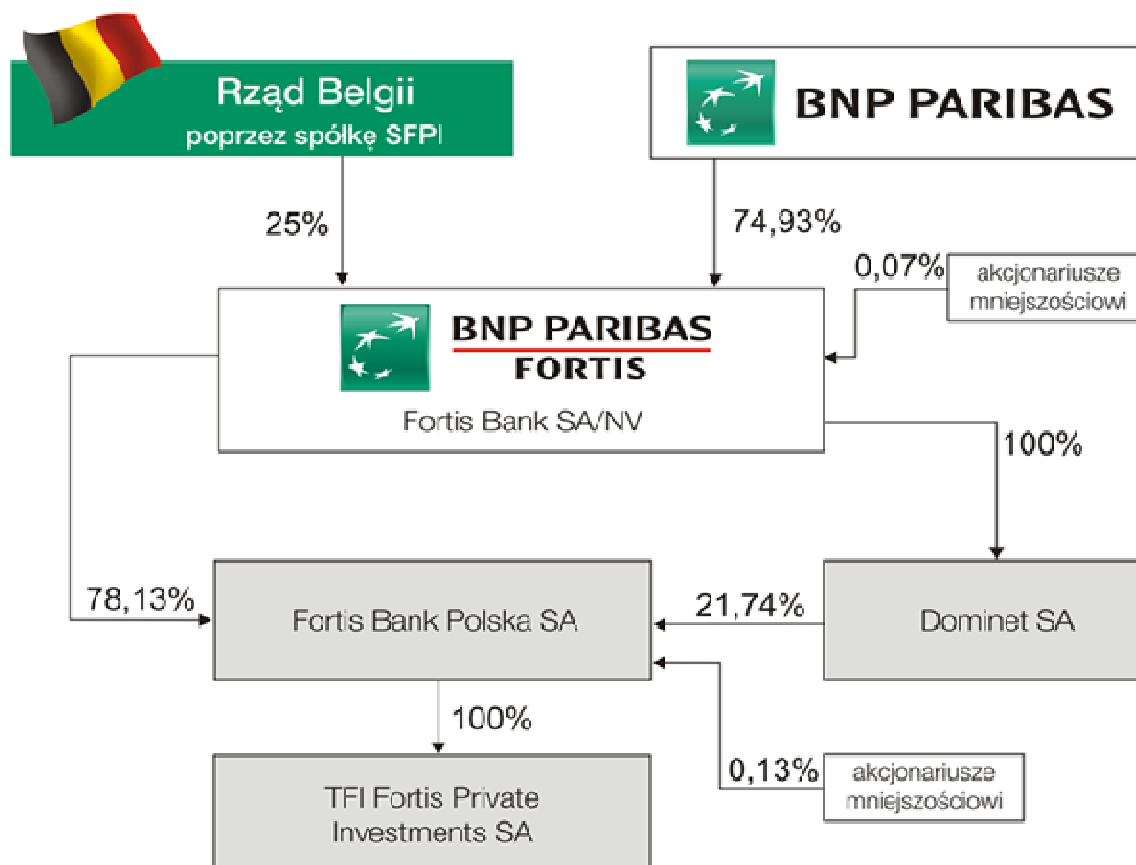 Rząd Belgii
poprzez spółkę SFPI
BNP PARIBAS
25%
74,93%
0,07%
akcjonariusze
mniejszościowi
BNP PARIBAS
FORTIS
Fortis Bank SA/NV
100%
78,13%
Fortis Bank Polska SA
21,74%
Dominet SA
100%
0,13%
akcjonariusze
mniejszościowi
TFI Fortis Private
Investments SA